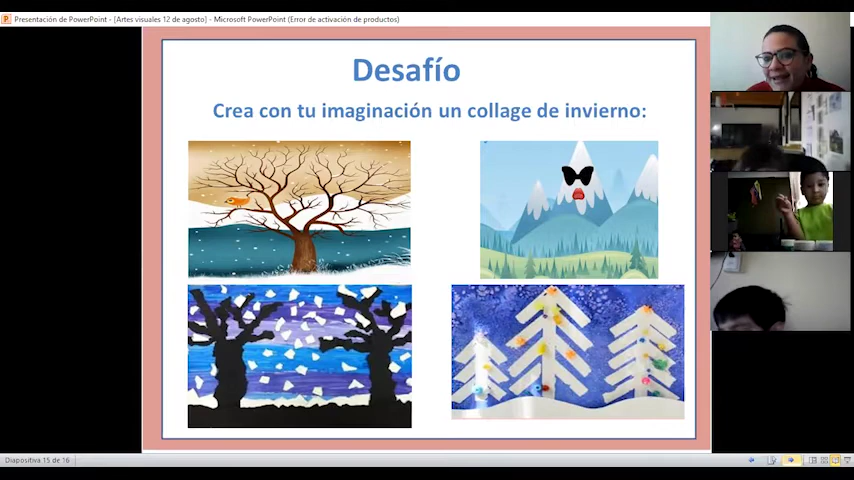 Presentación de PowerPoint - [Artes visuales 12 de agosto] - Microsoft PowerPoint (Error de activación de productos)
Desafío
Crea con tu imaginación un collage de invierno:
Diapositiva 15 de 16